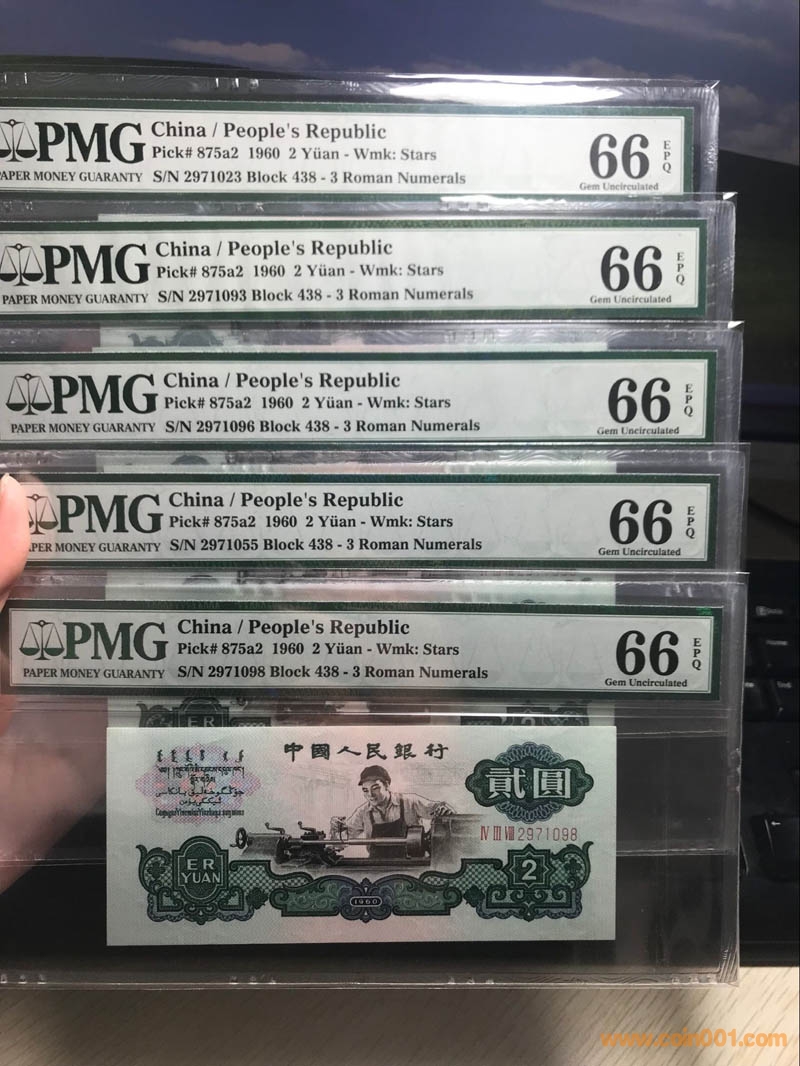 PMG
PAPER MONEY GUARANTY
China / People's Republic
Pick# 875a2 1960 2 Yüan - Wmk: Stars
S/N 2971023 Block 438 - 3 Roman Numerals
66 EPQ
Gem Uncirculated
PMG
PAPER MONEY GUARANTY
China / People's Republic
Pick# 875a2 1960 2 Yüan - Wmk: Stars
S/N 2971093 Block 438 - 3 Roman Numerals
66 EPQ
Gem Uncirculated
PMG
PAPER MONEY GUARANTY
China / People's Republic
Pick# 875a2 1960 2 Yüan - Wmk: Stars
S/N 2971096 Block 438 - 3 Roman Numerals
66 EPQ
Gem Uncirculated
PMG
MONEY GUARANTY
China / People's Republic
Pick# 875a2 1960 2 Yüan - Wmk: Stars
S/N 2971055 Block 438 - 3 Roman Numerals
66 EPQ
Gem Uncirculated
PMG
PAPER MONEY GUARANTY
China / People's Republic
Pick# 875a2 1960 2 Yüan - Wmk: Stars
S/N 2971098 Block 438 - 3 Roman Numerals
66 EPQ
Gem Uncirculated
ER
2
中國人民銀行
貳圓
IV III VIII 2971098
ER
YUAN
1960
2
www.coin001.com